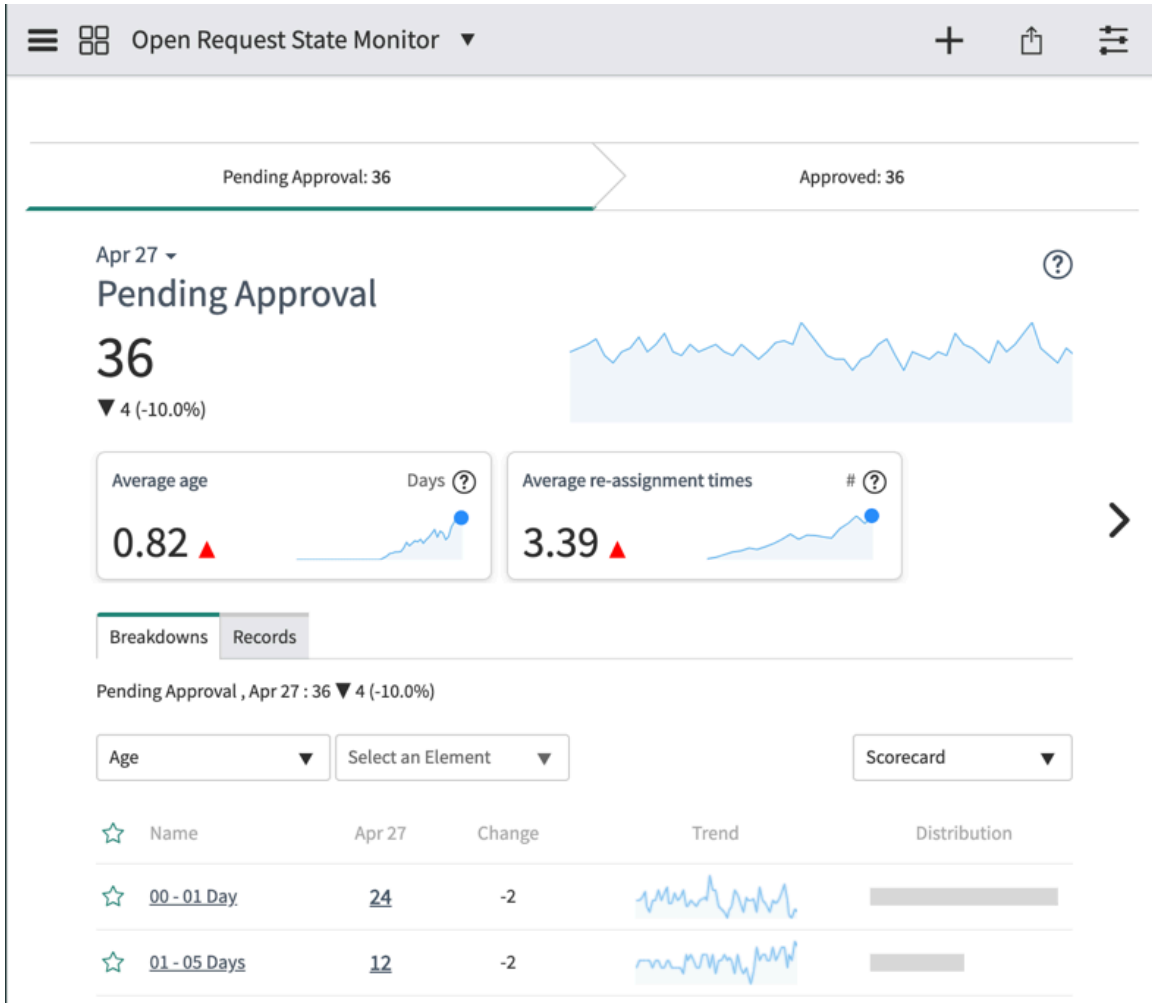 Open Request State Monitor ▼
Pending Approval: 36
Approved: 36
Apr 27
Pending Approval
36
▼ 4 (-10.0%)
Average age Days ?
0.82 ▲
Average re-assignment times # ?
3.39 ▲
Breakdowns Records
Pending Approval , Apr 27 : 36 ▼ 4 (-10.0%)
Age ▼ Select an Element ▼ Scorecard ▼
Name Apr 27 Change Trend Distribution
00 - 01 Day 24 -2
01 - 05 Days 12 -2